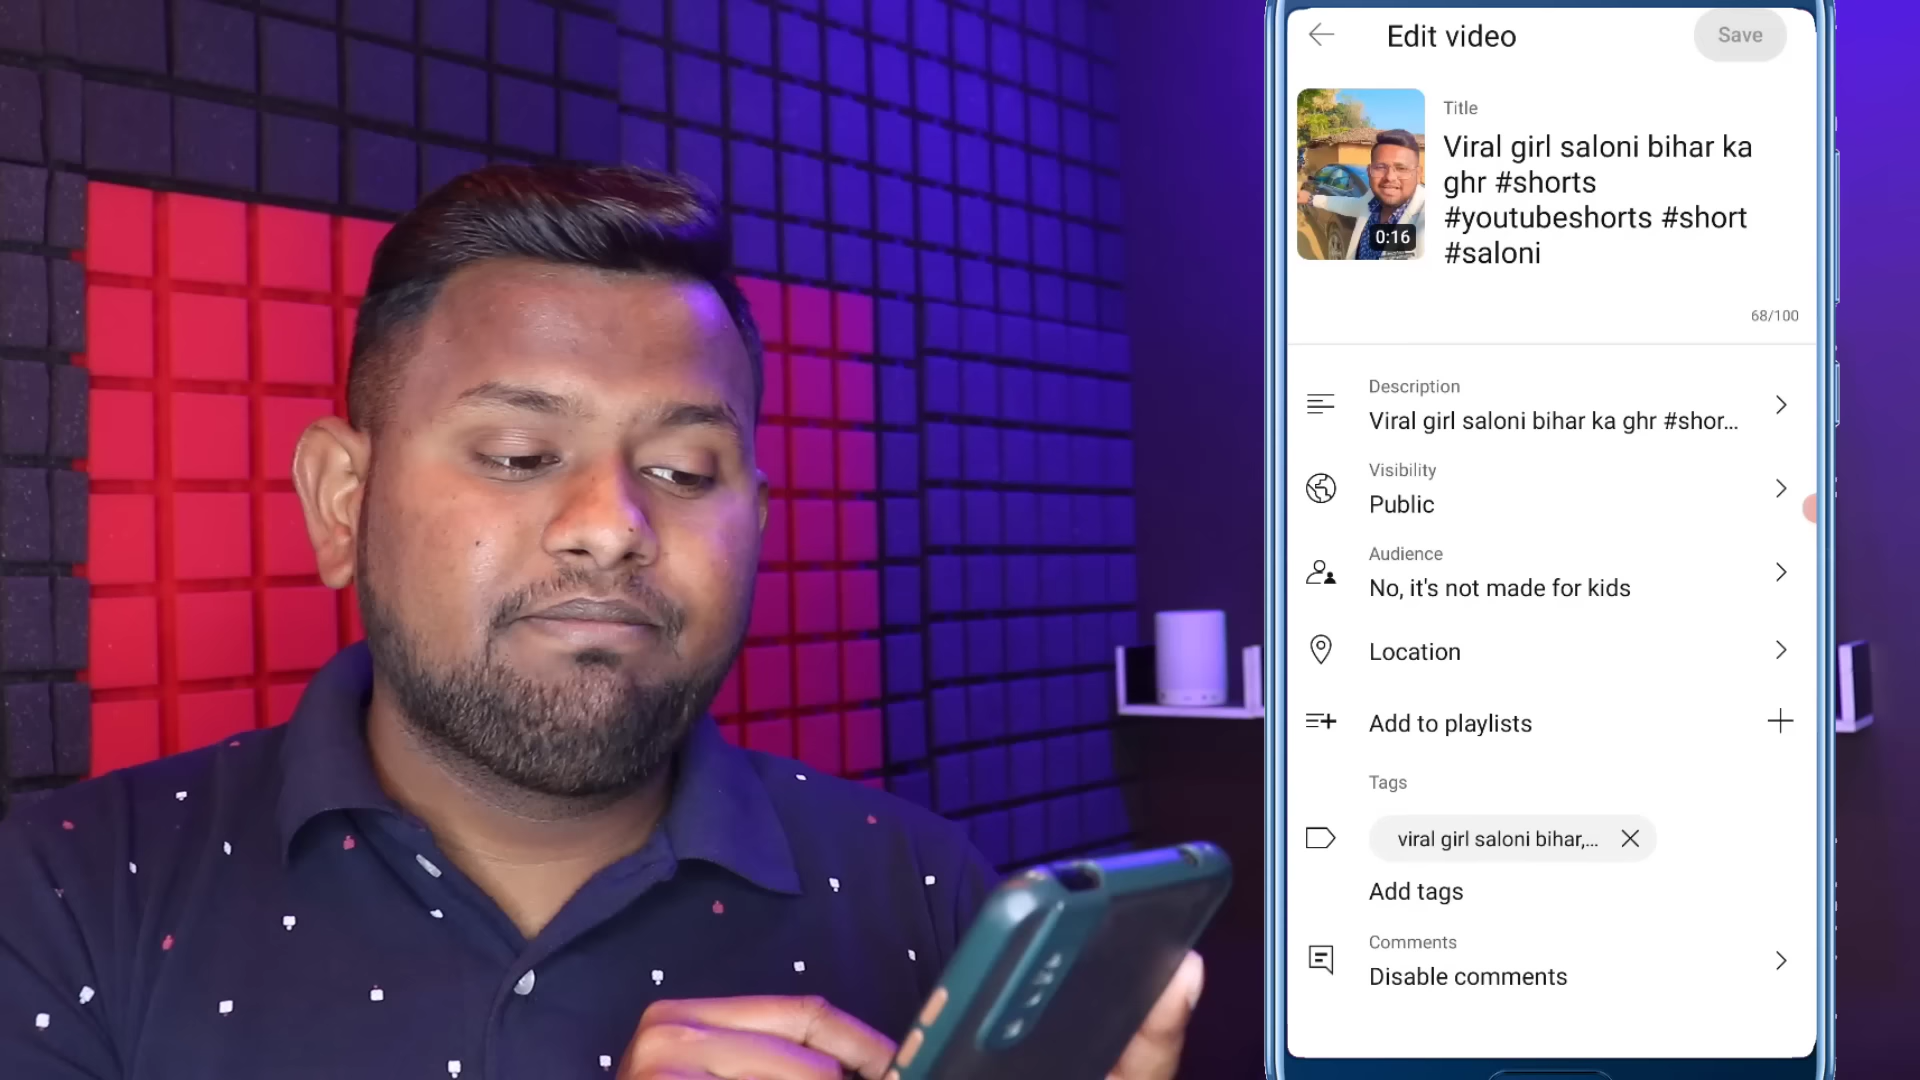 Edit video
Save
0:16
Title
Viral girl saloni bihar ka
ghr #shorts
#youtubeshorts #short
#saloni
68/100
Description
Viral girl saloni bihar ka ghr #shor...
Visibility
Public
Audience
No, it's not made for kids
Location
Add to playlists
Tags
viral girl saloni bihar,...
Add tags
Comments
Disable comments